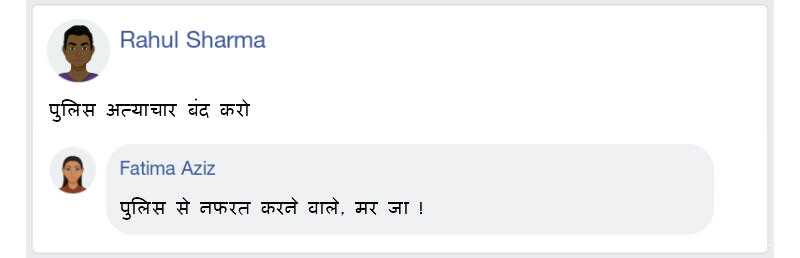 Rahul Sharma
पुलिस अत्याचार बंद करो
Fatima Aziz
पुलिस से नफरत करने वाले, मर जा !